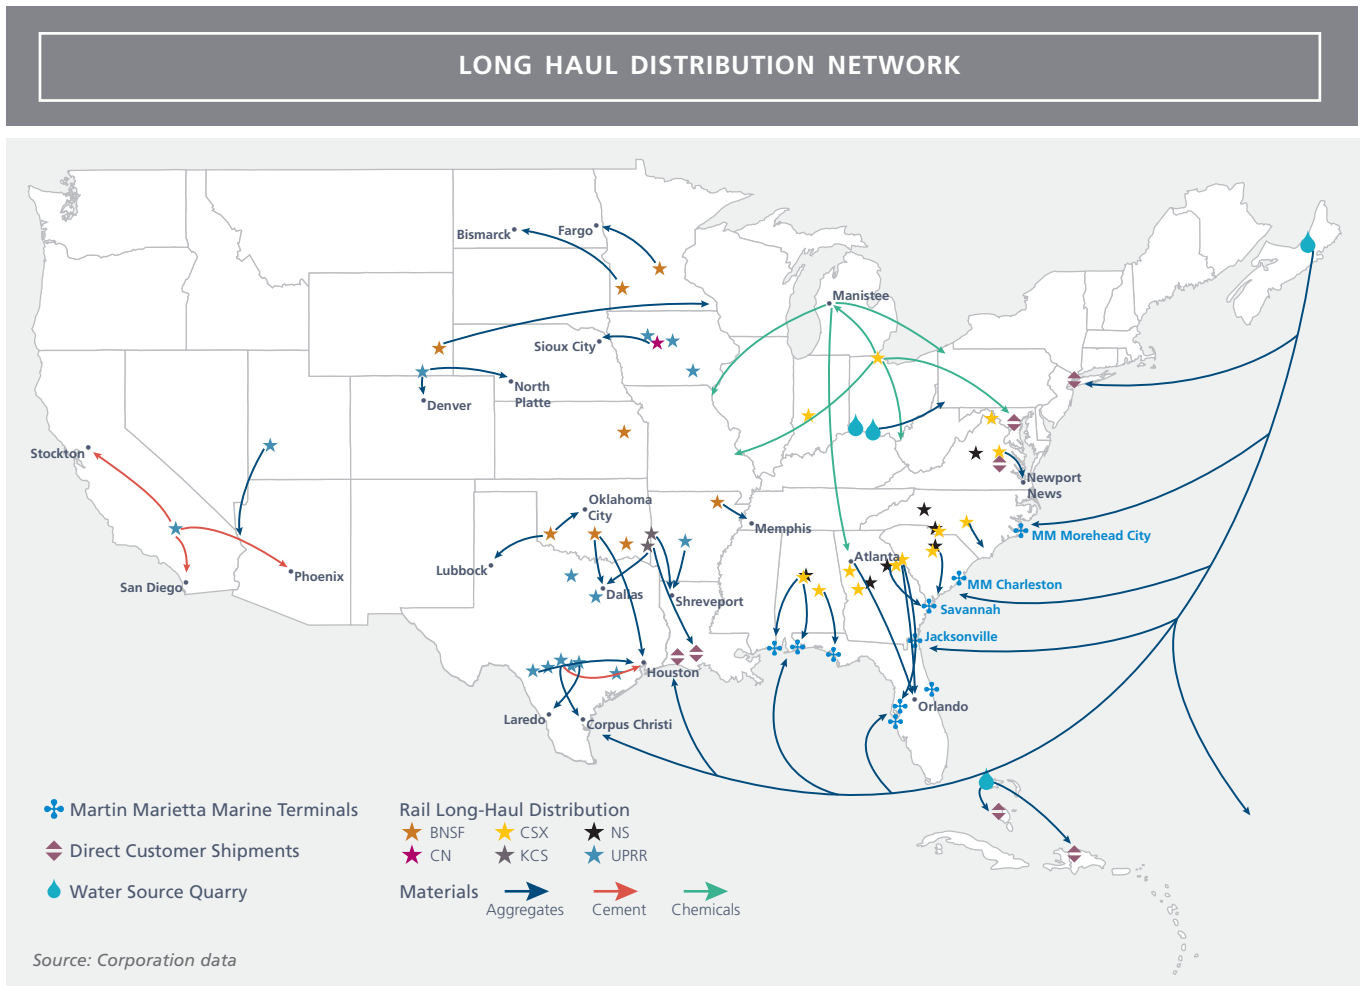 LONG HAUL DISTRIBUTION NETWORK
Bismarck
Fargo
Manistee
Sioux City
North
Platte
Denver
Stockton
Newport
News
Oklahoma
City
Memphis
MM Morehead City
Atlanta
Lubbock
Phoenix
San Diego
MM Charleston
Dallas
Shreveport
Savannah
Jacksonville
Houston
Orlando
Laredo
Corpus Christi
Martin Marietta Marine Terminals
Direct Customer Shipments
Water Source Quarry
Rail Long-Haul Distribution
BNSF CSX NS
CN KCS UPRR
Materials
Aggregates Cement Chemicals
Source: Corporation data